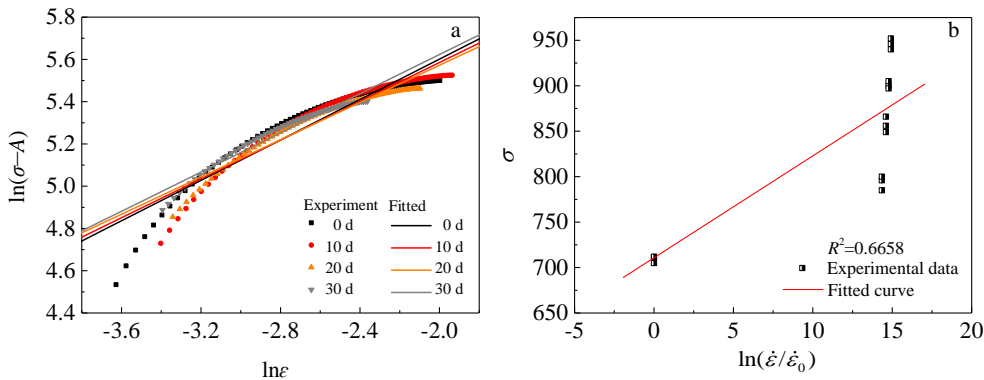 a
5.8
5.6
5.4
5.2
5.0
4.8
4.6
4.4
ln(σ−A)
-3.6
-3.2
-2.8
-2.4
-2.0
lnε
Experiment Fitted
0 d 0 d
10 d 10 d
20 d 20 d
30 d 30 d
b
950
900
850
800
750
700
650
σ
-5 0 5 10 15 20
ln(ε̇/ε̇₀)
R²=0.6658
Experimental data
Fitted curve